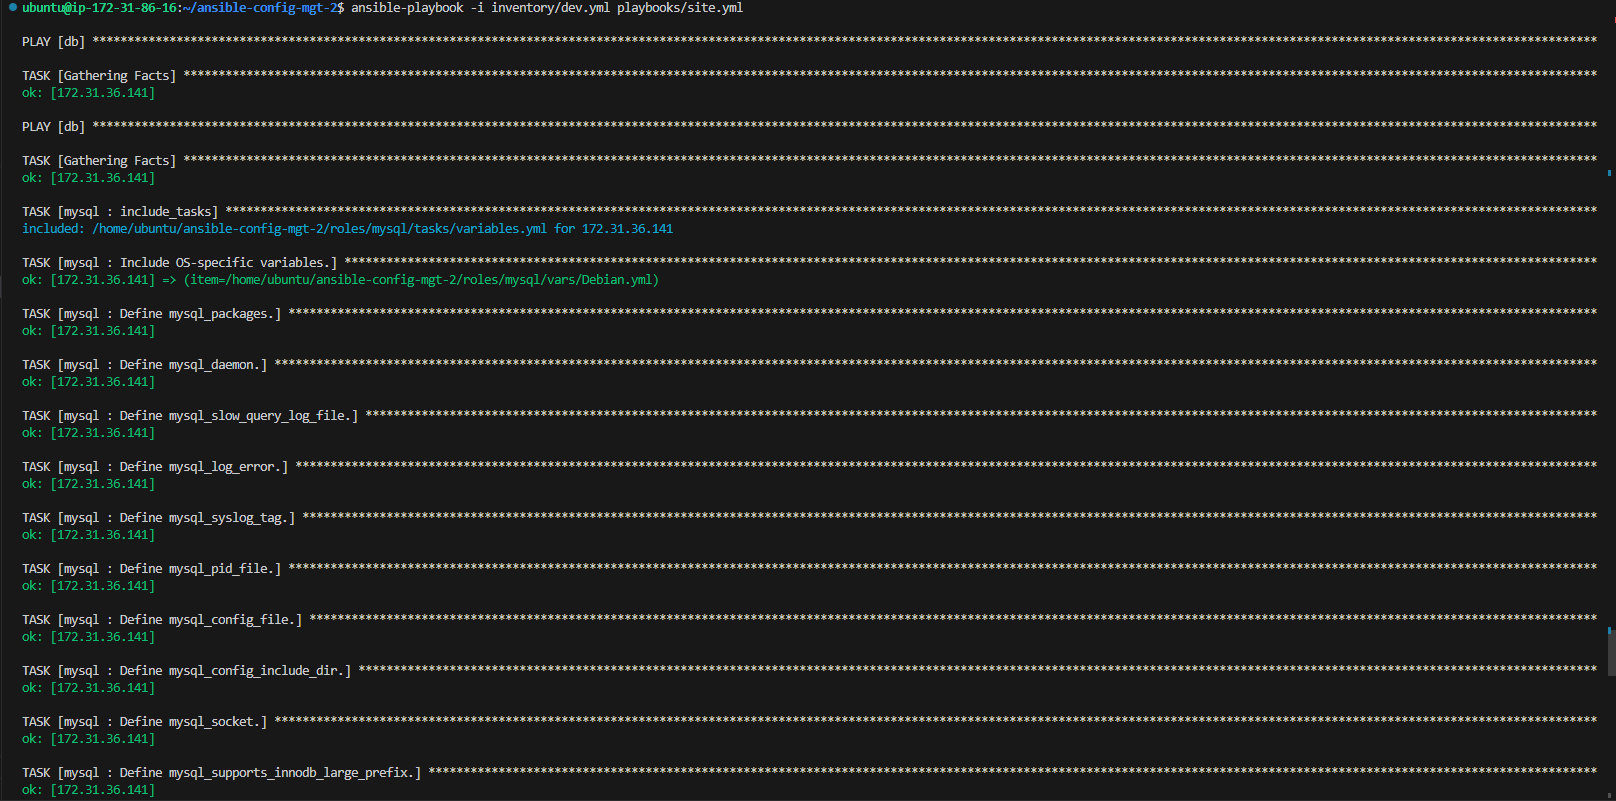 ubuntu@ip-172-31-86-16:~/ansible-config-mgt-2$ ansible-playbook -i inventory/dev.yml playbooks/site.yml
PLAY [db] ****************************************************************
TASK [Gathering Facts] ****************************************************************
ok: [172.31.36.141]
PLAY [db] ****************************************************************
TASK [Gathering Facts] ****************************************************************
ok: [172.31.36.141]
TASK [mysql : include_tasks] ****************************************************************
included: /home/ubuntu/ansible-config-mgt-2/roles/mysql/tasks/variables.yml for 172.31.36.141
TASK [mysql : Include OS-specific variables.] ****************************************************************
ok: [172.31.36.141] => (item=/home/ubuntu/ansible-config-mgt-2/roles/mysql/vars/Debian.yml)
TASK [mysql : Define mysql_packages.] ****************************************************************
ok: [172.31.36.141]
TASK [mysql : Define mysql_daemon.] ****************************************************************
ok: [172.31.36.141]
TASK [mysql : Define mysql_slow_query_log_file.] ****************************************************************
ok: [172.31.36.141]
TASK [mysql : Define mysql_log_error.] ****************************************************************
ok: [172.31.36.141]
TASK [mysql : Define mysql_syslog_tag.] ****************************************************************
ok: [172.31.36.141]
TASK [mysql : Define mysql_pid_file.] ****************************************************************
ok: [172.31.36.141]
TASK [mysql : Define mysql_config_file.] ****************************************************************
ok: [172.31.36.141]
TASK [mysql : Define mysql_config_include_dir.] ****************************************************************
ok: [172.31.36.141]
TASK [mysql : Define mysql_socket.] ****************************************************************
ok: [172.31.36.141]
TASK [mysql : Define mysql_supports_innodb_large_prefix.] ****************************************************************
ok: [172.31.36.141]